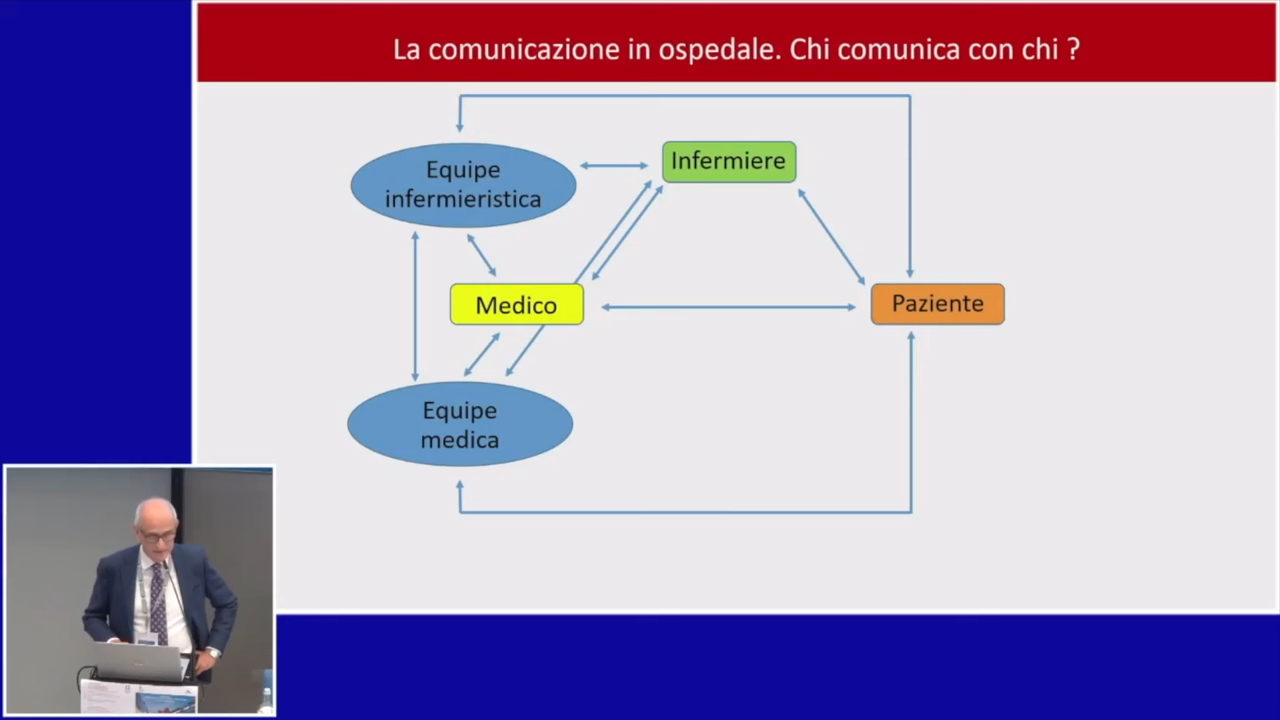 La comunicazione in ospedale. Chi comunica con chi ?
Equipe
infermieristica
Infermiere
Medico
Paziente
Equipe
medica